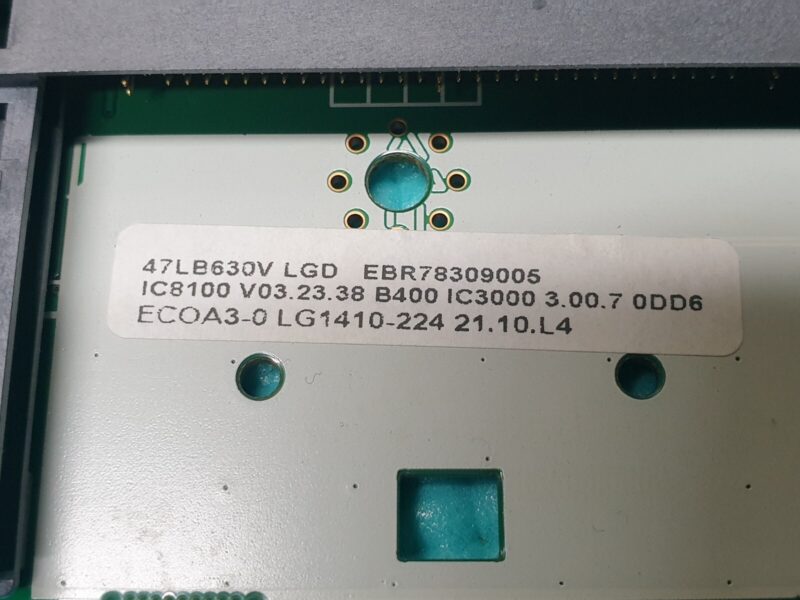 47LB630V LGD EBR78309005
IC8100 V03.23.38 B400 IC3000 3.00.7 0DD6
ECOA3-0 LG1410-224 21.10.L4